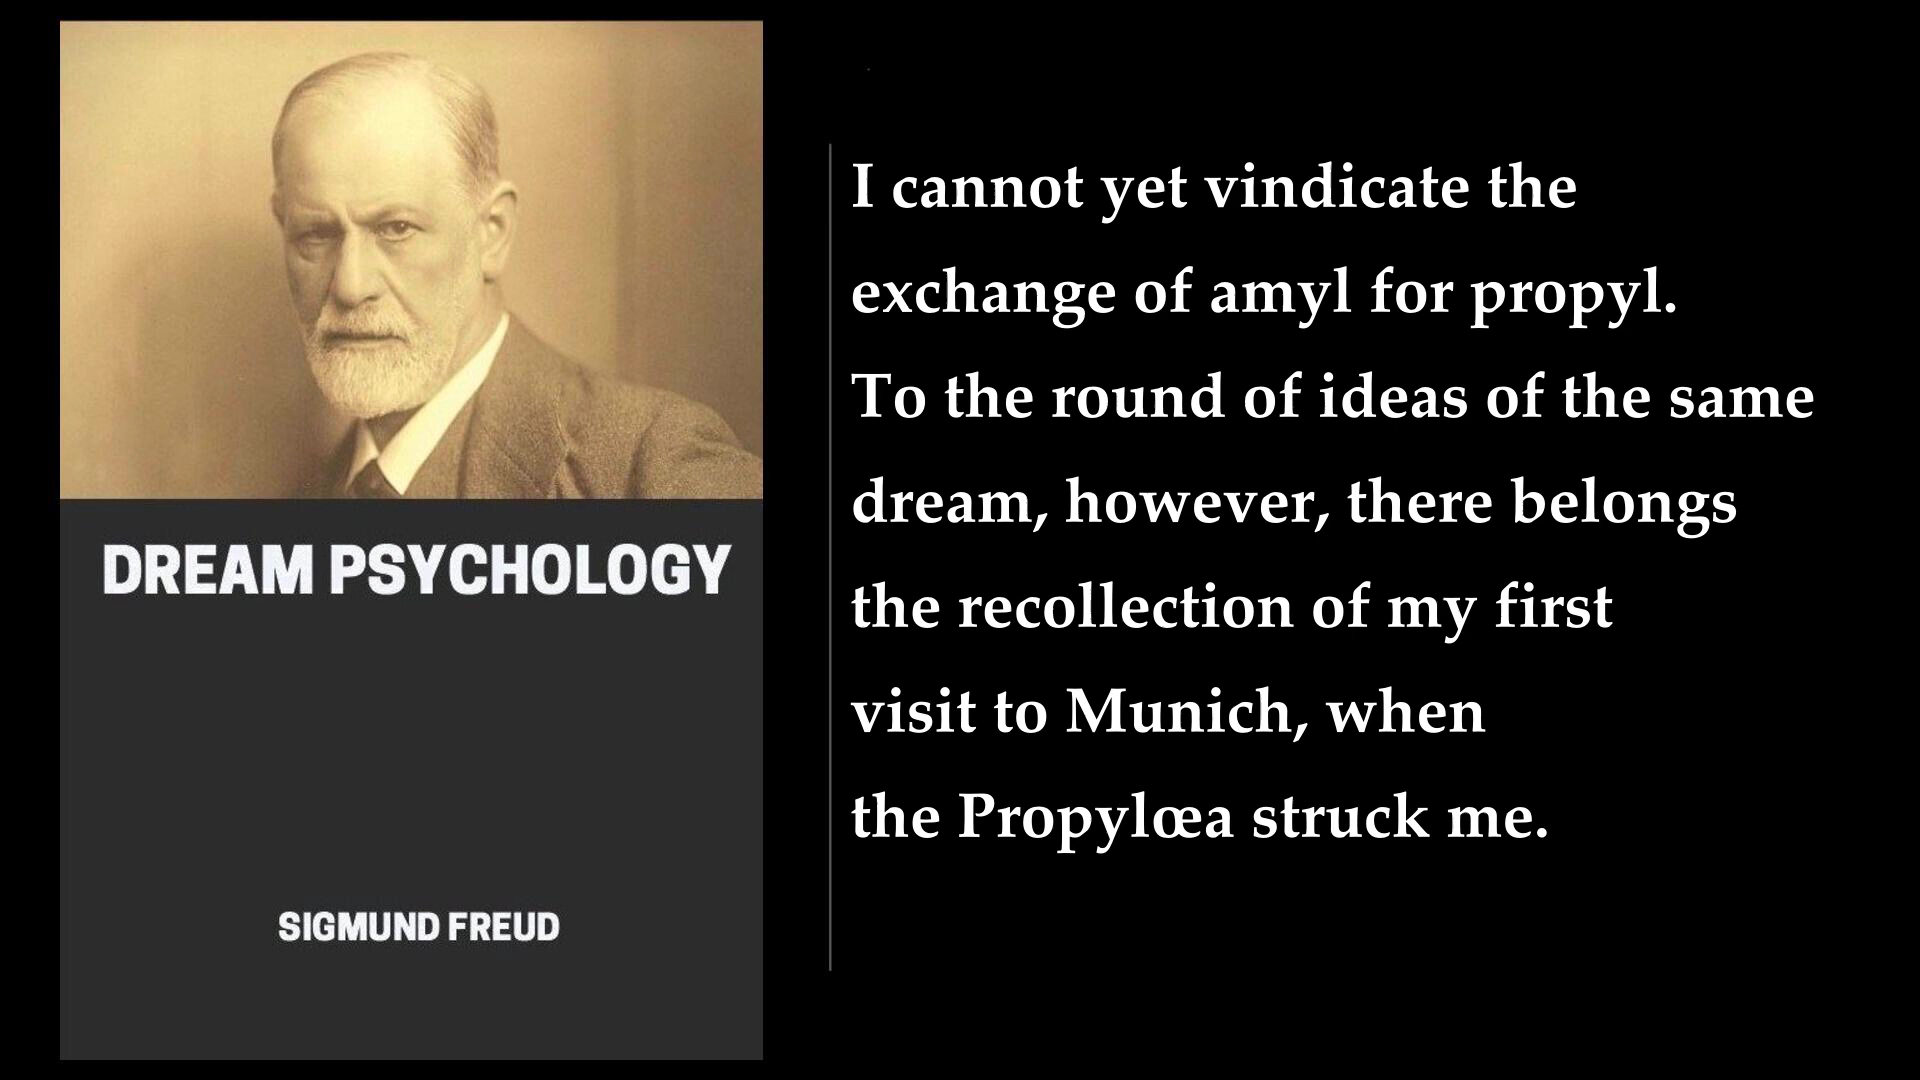 DREAM PSYCHOLOGY
SIGMUND FREUD
I cannot yet vindicate the
exchange of amyl for propyl.
To the round of ideas of the same
dream, however, there belongs
the recollection of my first
visit to Munich, when
the Propylœa struck me.